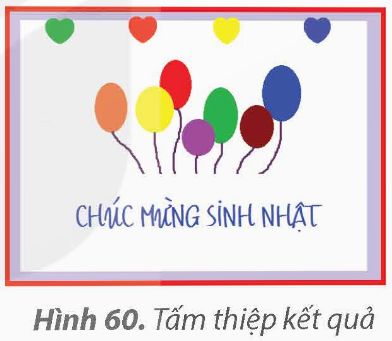 CHÚC MỪNG SINH NHẬT
Hình 60. Tấm thiệp kết quả